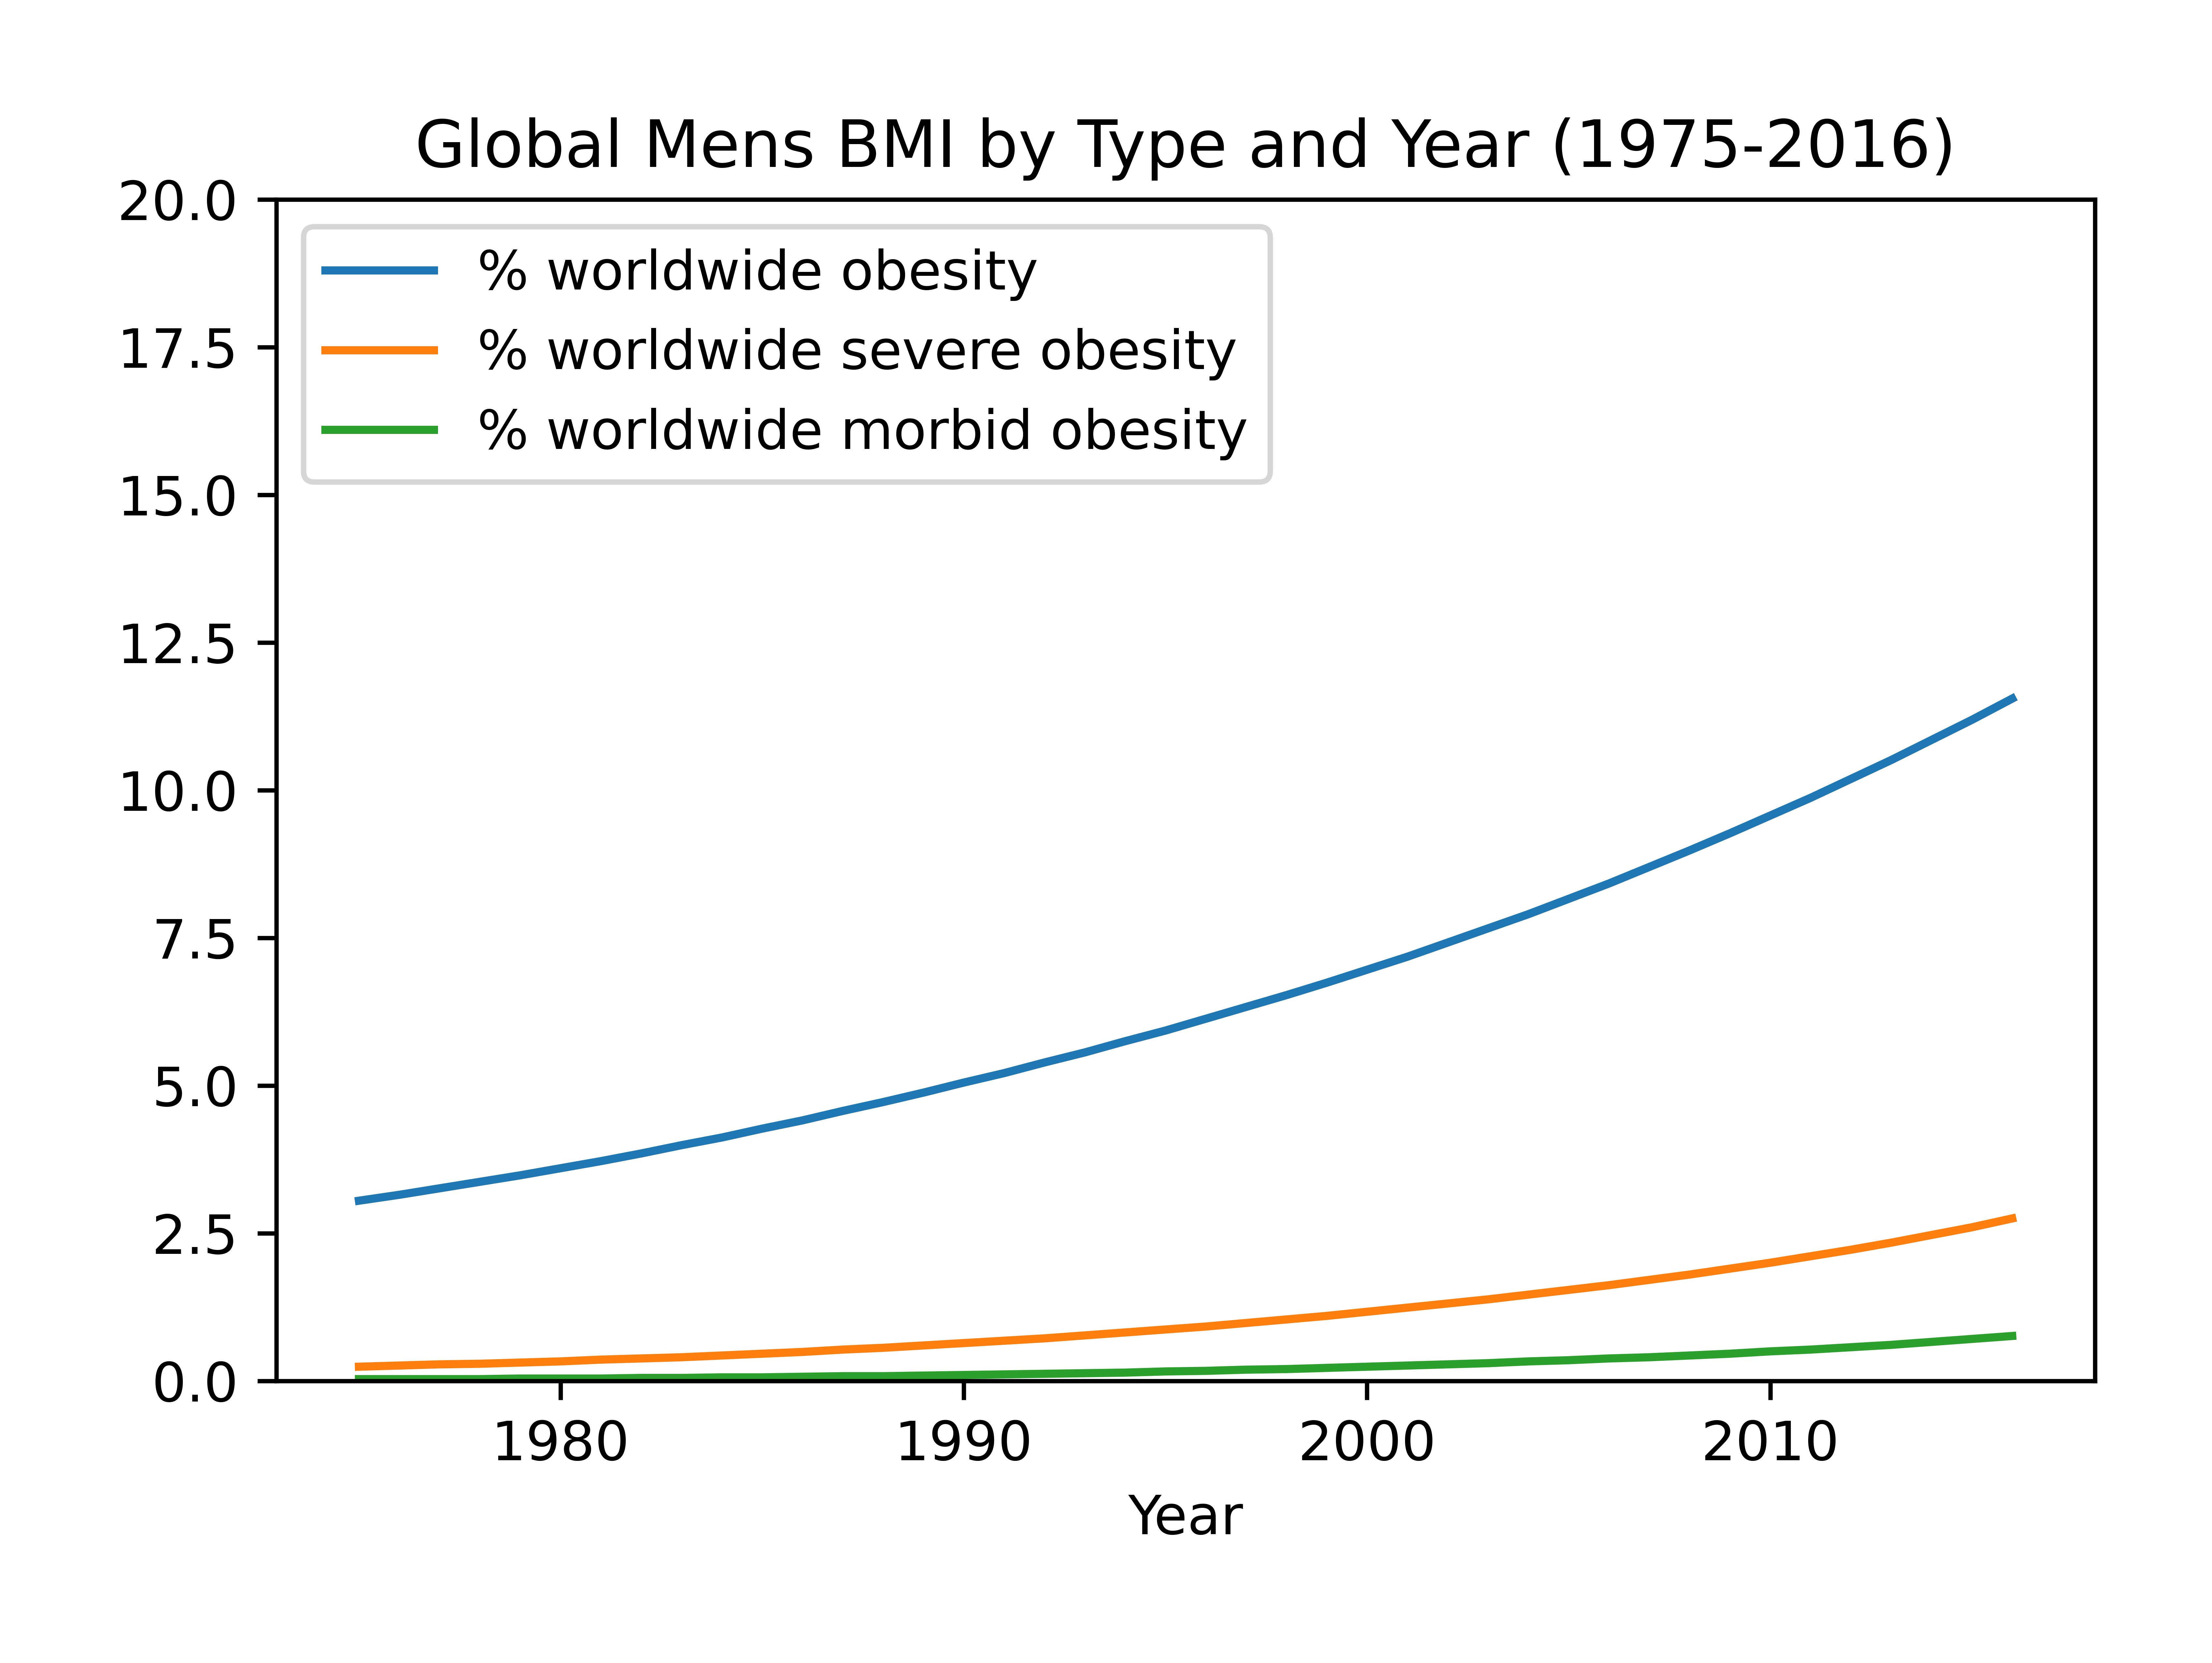 Global Mens BMI by Type and Year (1975-2016)
20.0
17.5
15.0
12.5
10.0
7.5
5.0
2.5
0.0
% worldwide obesity
% worldwide severe obesity
% worldwide morbid obesity
1980 1990 2000 2010
Year